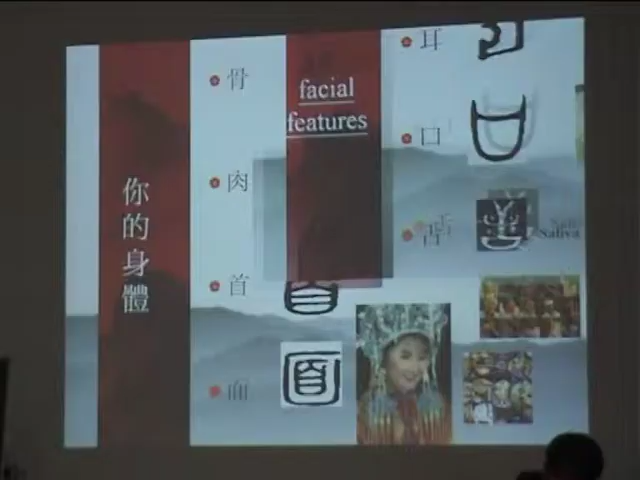 你的身體
骨
肉
首
面
facial
features
耳
口
舌
Saliva